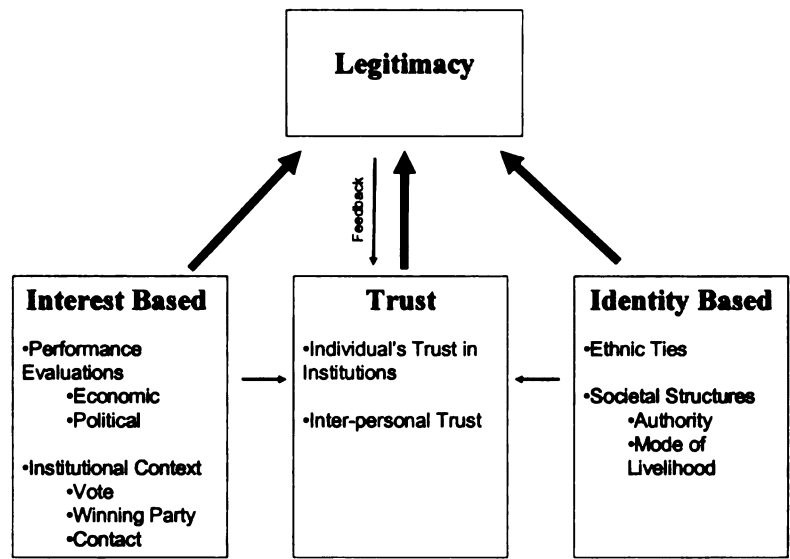 Legitimacy
Feedback
Interest Based
•Performance
Evaluations
•Economic
•Political
•Institutional Context
•Vote
•Winning Party
•Contact
Trust
•Individual's Trust in
Institutions
•Inter-personal Trust
Identity Based
•Ethnic Ties
•Societal Structures
•Authority
•Mode of
Livelihood